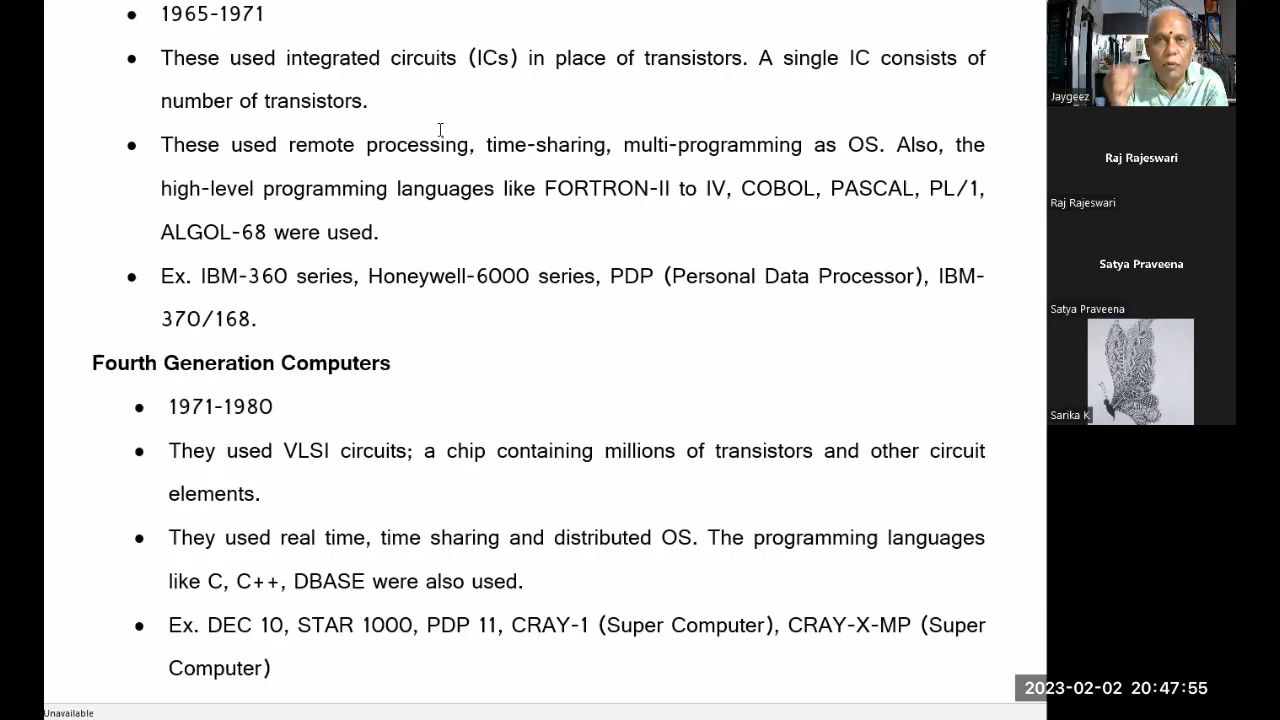 • 1965-1971
• These used integrated circuits (ICs) in place of transistors. A single IC consists of
number of transistors.
• These used remote processing, time-sharing, multi-programming as OS. Also, the
high-level programming languages like FORTRON-II to IV, COBOL, PASCAL, PL/1,
ALGOL-68 were used.
• Ex. IBM-360 series, Honeywell-6000 series, PDP (Personal Data Processor), IBM-
370/168.
Fourth Generation Computers
• 1971-1980
• They used VLSI circuits; a chip containing millions of transistors and other circuit
elements.
• They used real time, time sharing and distributed OS. The programming languages
like C, C++, DBASE were also used.
• Ex. DEC 10, STAR 1000, PDP 11, CRAY-1 (Super Computer), CRAY-X-MP (Super
Computer)
Unavailable
Jaygeez
Raj Rajeswari
Raj Rajeswari
Satya Praveena
Satya Praveena
Sarika K
2023-02-02 20:47:55